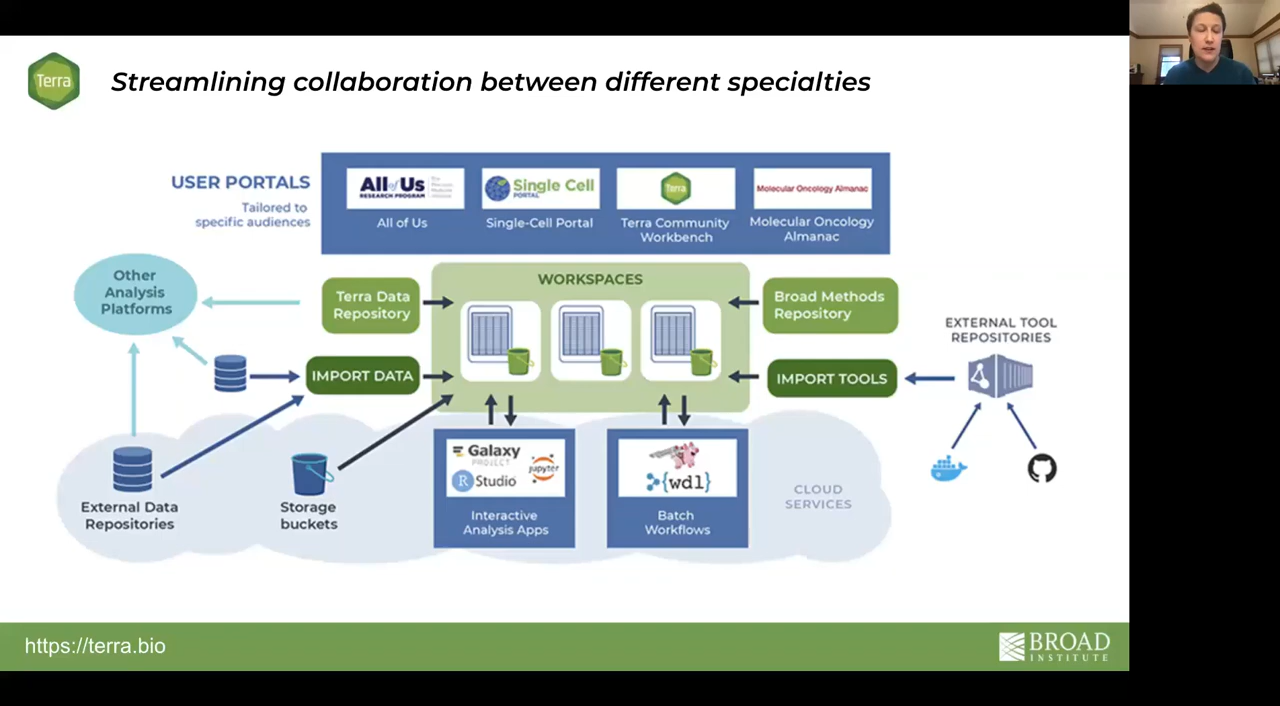 Terra
Streamlining collaboration between different specialties
USER PORTALS
Tailored to
specific audiences
All of Us
RESEARCH PROGRAM
All of Us
Single Cell
PORTAL
Single-Cell Portal
Terra
Terra Community
Workbench
Molecular Oncology Almanac
Molecular Oncology
Almanac
Other
Analysis
Platforms
Terra Data
Repository
WORKSPACES
Broad Methods
Repository
EXTERNAL TOOL
REPOSITORIES
IMPORT DATA
IMPORT TOOLS
External Data
Repositories
Storage
buckets
Galaxy
PROJECT
R Studio
jupyter
Interactive
Analysis Apps
{wdl}
Batch
Workflows
CLOUD
SERVICES
https://terra.bio
BROAD
INSTITUTE